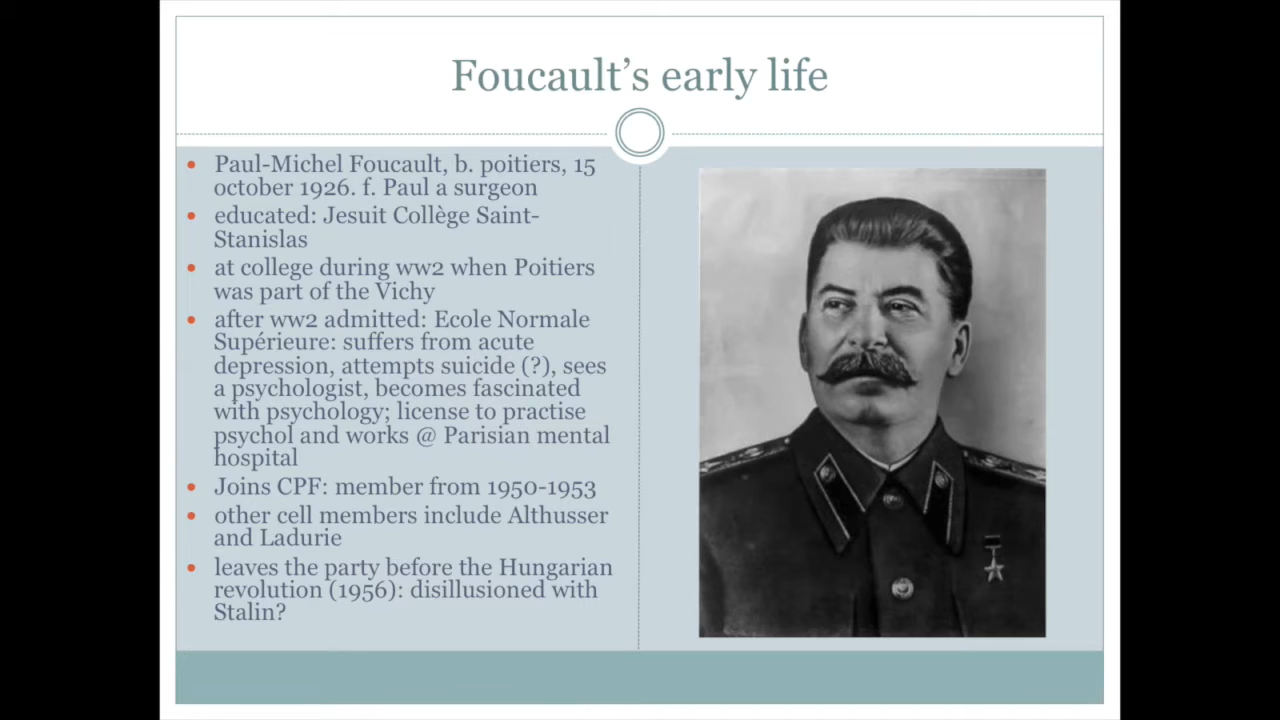 Foucault’s early life
Paul-Michel Foucault, b. poitiers, 15
october 1926. f. Paul a surgeon
educated: Jesuit Collège Saint-
Stanislas
at college during ww2 when Poitiers
was part of the Vichy
after ww2 admitted: Ecole Normale
Supérieure: suffers from acute
depression, attempts suicide (?), sees
a psychologist, becomes fascinated
with psychology; license to practise
psychol and works @ Parisian mental
hospital
Joins CPF: member from 1950-1953
other cell members include Althusser
and Ladurie
leaves the party before the Hungarian
revolution (1956): disillusioned with
Stalin?